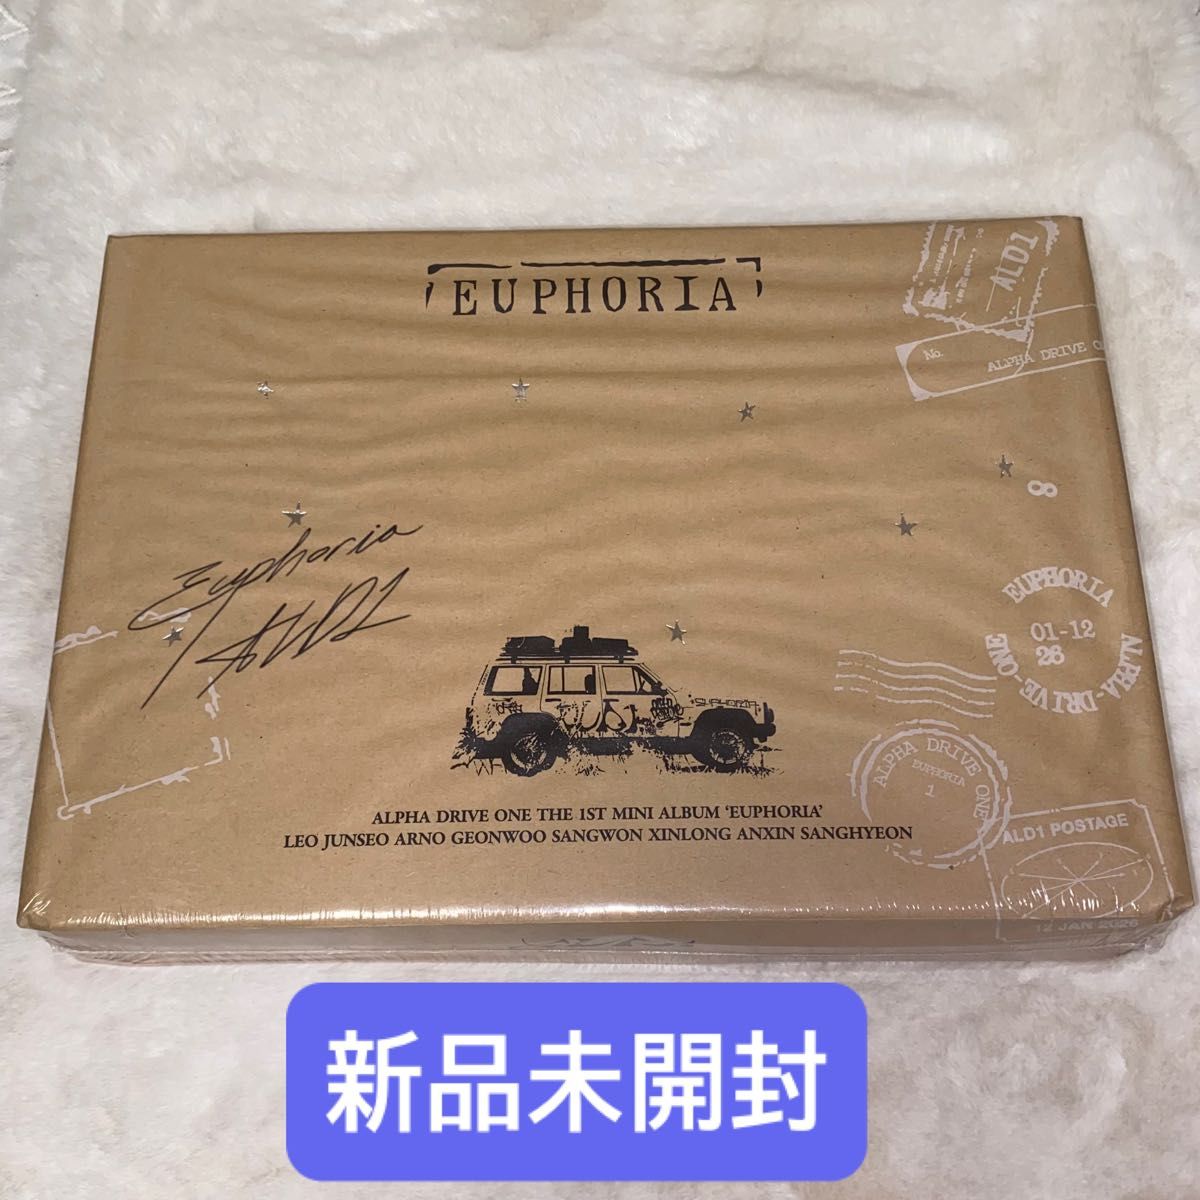 EUPHORIA
ALD1
No.
ALPHA DRIVE
8
Euphoria
ALD1
EUPHORIA
01-12
26
ALPHA-DRIVE-ONE
ALPHA DRIVE ONE
EUPHORIA
1
ALPHA DRIVE ONE THE 1ST MINI ALBUM ‘EUPHORIA’
LEO JUNSEO ARNO GEONWOO SANGWON XINLONG ANXIN SANGHYEON
ALD1 POSTAGE
12 JAN 2026
新品未開封